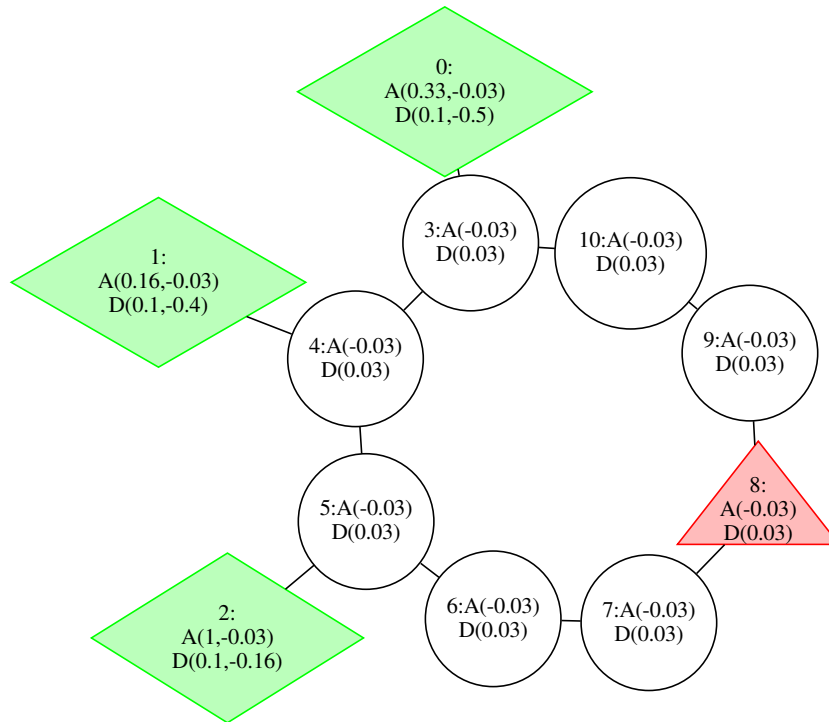 0:
A(0.33,-0.03)
D(0.1,-0.5)
3:A(-0.03)
D(0.03)
10:A(-0.03)
D(0.03)
1:
A(0.16,-0.03)
D(0.1,-0.4)
4:A(-0.03)
D(0.03)
9:A(-0.03)
D(0.03)
5:A(-0.03)
D(0.03)
8:
A(-0.03)
D(0.03)
2:
A(1,-0.03)
D(0.1,-0.16)
6:A(-0.03)
D(0.03)
7:A(-0.03)
D(0.03)